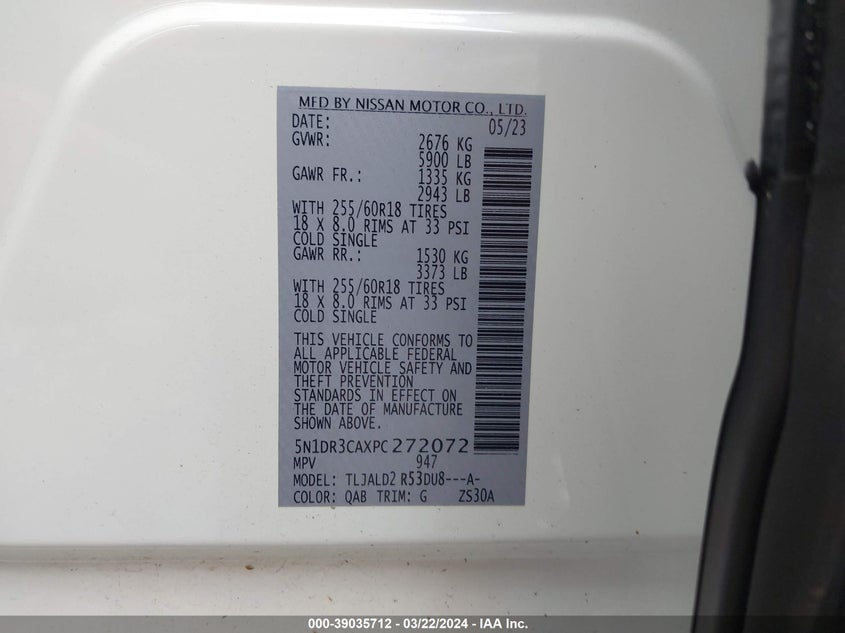 MFD BY NISSAN MOTOR CO., LTD.
DATE: 05/23
GVWR: 2676 KG
5900 LB
GAWR FR.: 1335 KG
2943 LB
WITH 255/60R18 TIRES
18 X 8.0 RIMS AT 33 PSI
COLD SINGLE
GAWR RR.: 1530 KG
3373 LB
WITH 255/60R18 TIRES
18 X 8.0 RIMS AT 33 PSI
COLD SINGLE
THIS VEHICLE CONFORMS TO
ALL APPLICABLE FEDERAL
MOTOR VEHICLE SAFETY AND
THEFT PREVENTION
STANDARDS IN EFFECT ON
THE DATE OF MANUFACTURE
SHOWN ABOVE.
5N1DR3CAXPC272072
MPV 947
MODEL: TLJALD2 R53DU8---A-
COLOR: QAB TRIM: G ZS30A
000-39035712 - 03/22/2024 - IAA Inc.